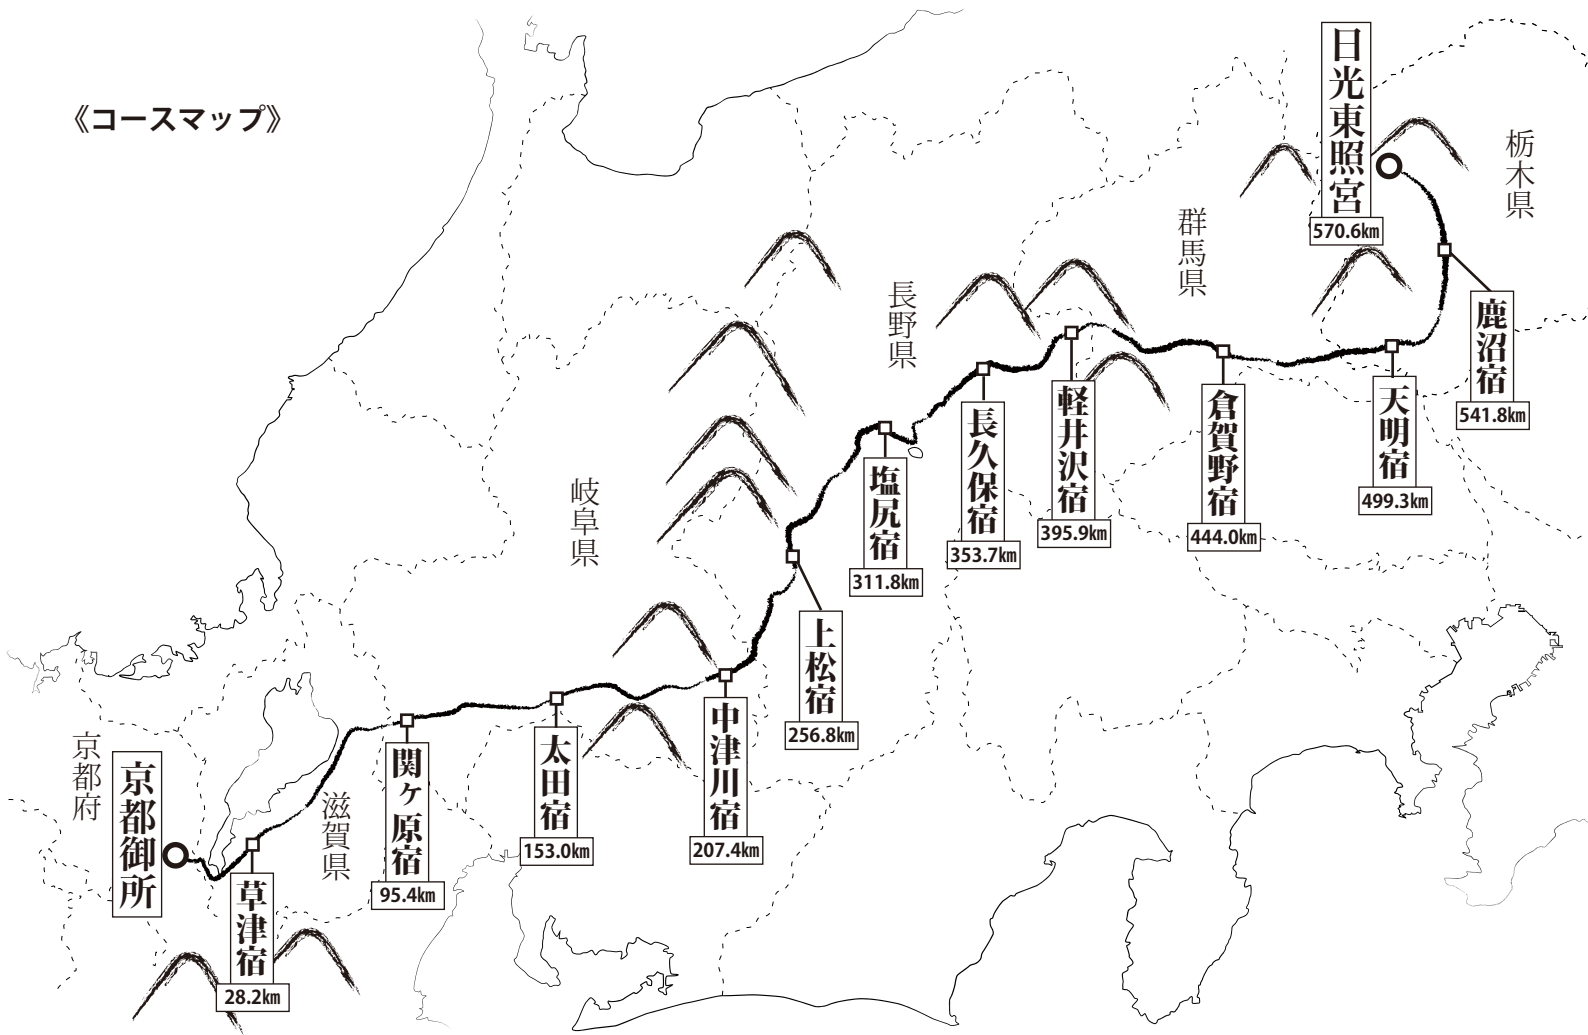 《コースマップ》
京都府
京都御所
滋賀県
草津宿
28.2km
関ヶ原宿
95.4km
岐阜県
太田宿
153.0km
中津川宿
207.4km
上松宿
256.8km
長野県
塩尻宿
311.8km
長久保宿
353.7km
軽井沢宿
395.9km
群馬県
倉賀野宿
444.0km
天明宿
499.3km
栃木県
鹿沼宿
541.8km
日光東照宮
570.6km